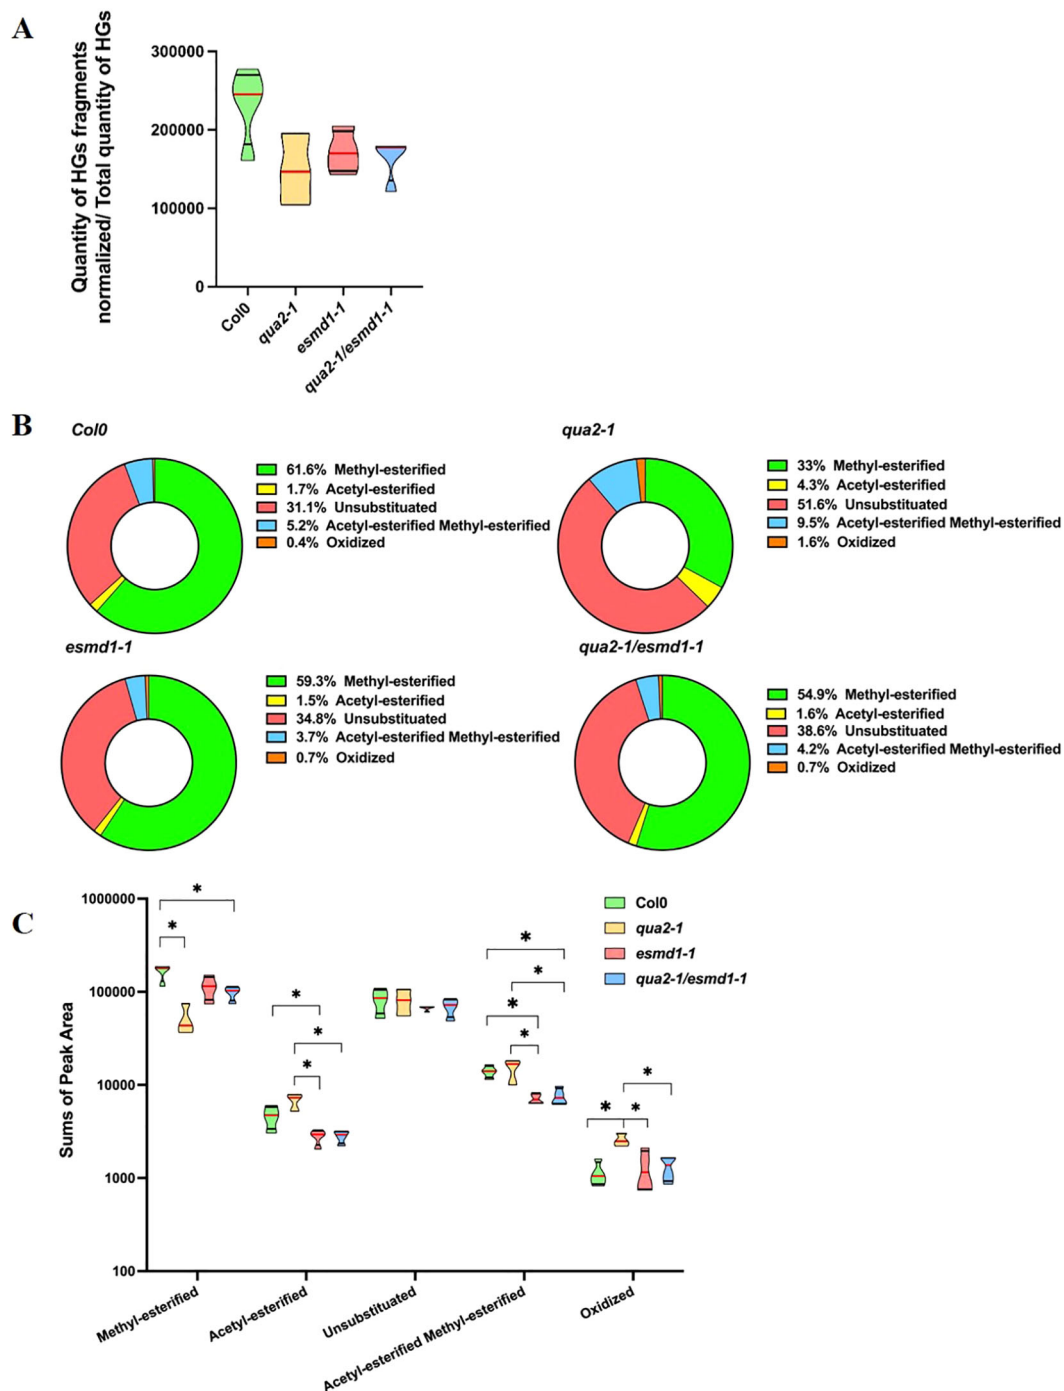 A
Quantity of HGs fragments
normalized/ Total quantity of HGs
300000
200000
100000
0
Col0
qua2-1
esmd1-1
qua2-1/esmd1-1
B
Col0
61.6% Methyl-esterified
1.7% Acetyl-esterified
31.1% Unsubstituated
5.2% Acetyl-esterified Methyl-esterified
0.4% Oxidized
qua2-1
33% Methyl-esterified
4.3% Acetyl-esterified
51.6% Unsubstituated
9.5% Acetyl-esterified Methyl-esterified
1.6% Oxidized
esmd1-1
59.3% Methyl-esterified
1.5% Acetyl-esterified
34.8% Unsubstituated
3.7% Acetyl-esterified Methyl-esterified
0.7% Oxidized
qua2-1/esmd1-1
54.9% Methyl-esterified
1.6% Acetyl-esterified
38.6% Unsubstituated
4.2% Acetyl-esterified Methyl-esterified
0.7% Oxidized
C
Sums of Peak Area
1000000
100000
10000
1000
100
*
*
*
*
*
*
*
*
*
*
*
*
Col0
qua2-1
esmd1-1
qua2-1/esmd1-1
Methyl-esterified
Acetyl-esterified
Unsubstituated
Acetyl-esterified Methyl-esterified
Oxidized